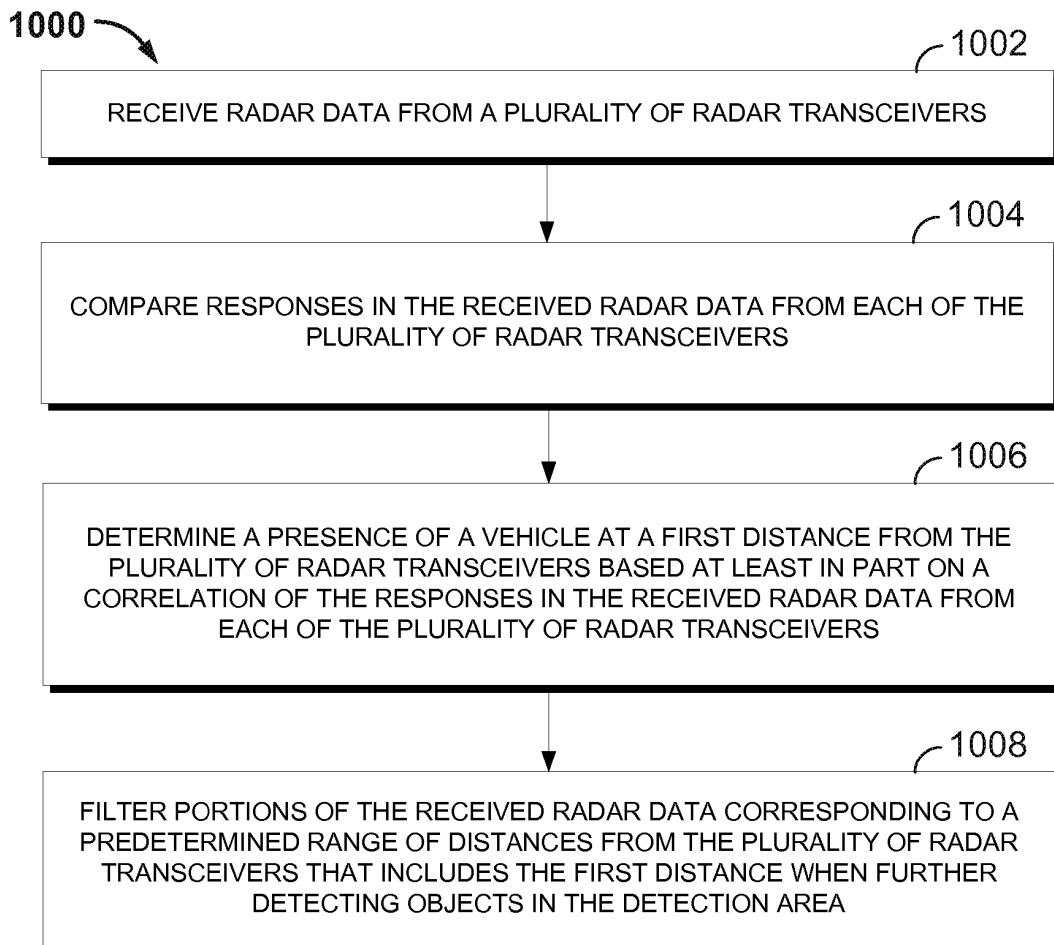 1000
1002
RECEIVE RADAR DATA FROM A PLURALITY OF RADAR TRANSCEIVERS
1004
COMPARE RESPONSES IN THE RECEIVED RADAR DATA FROM EACH OF THE
PLURALITY OF RADAR TRANSCEIVERS
1006
DETERMINE A PRESENCE OF A VEHICLE AT A FIRST DISTANCE FROM THE
PLURALITY OF RADAR TRANSCEIVERS BASED AT LEAST IN PART ON A
CORRELATION OF THE RESPONSES IN THE RECEIVED RADAR DATA FROM
EACH OF THE PLURALITY OF RADAR TRANSCEIVERS
1008
FILTER PORTIONS OF THE RECEIVED RADAR DATA CORRESPONDING TO A
PREDETERMINED RANGE OF DISTANCES FROM THE PLURALITY OF RADAR
TRANSCEIVERS THAT INCLUDES THE FIRST DISTANCE WHEN FURTHER
DETECTING OBJECTS IN THE DETECTION AREA